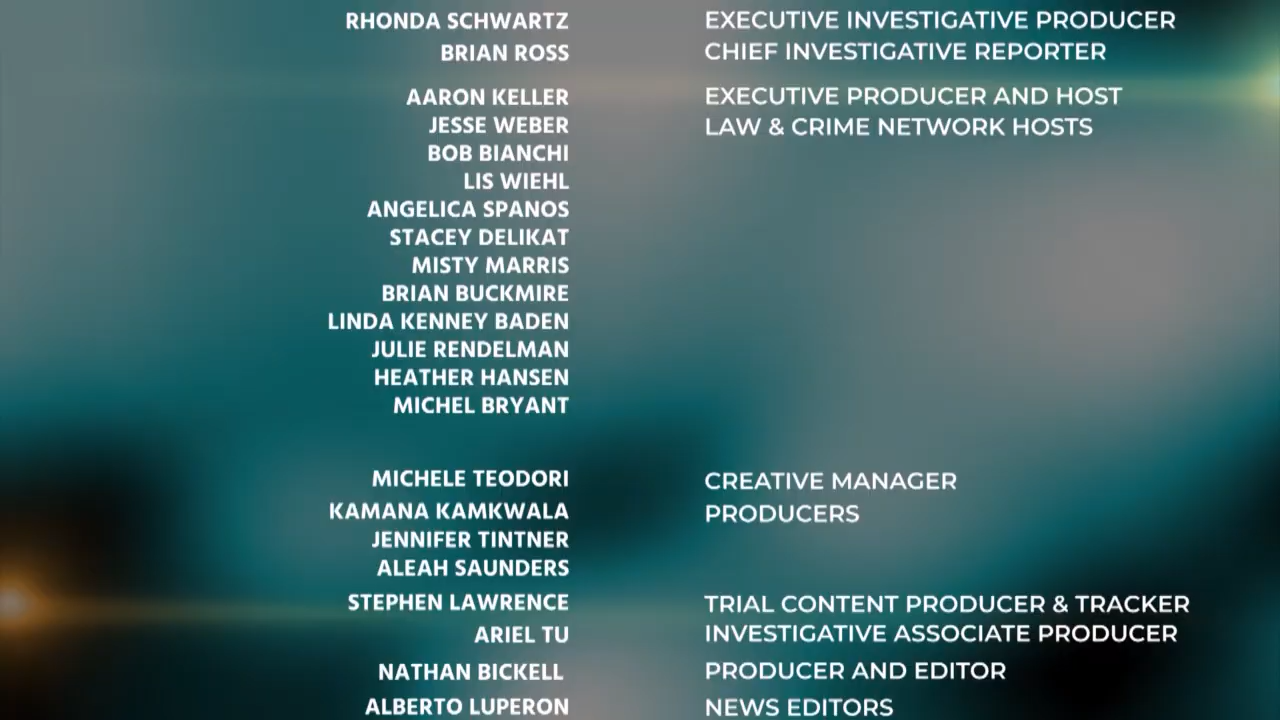 RHONDA SCHWARTZ EXECUTIVE INVESTIGATIVE PRODUCER
BRIAN ROSS CHIEF INVESTIGATIVE REPORTER
AARON KELLER EXECUTIVE PRODUCER AND HOST
JESSE WEBER LAW & CRIME NETWORK HOSTS
BOB BIANCHI
LIS WIEHL
ANGELICA SPANOS
STACEY DELIKAT
MISTY MARRIS
BRIAN BUCKMIRE
LINDA KENNEY BADEN
JULIE RENDELMAN
HEATHER HANSEN
MICHEL BRYANT
MICHELE TEODORI CREATIVE MANAGER
KAMANA KAMKWALA PRODUCERS
JENNIFER TINTNER
ALEAH SAUNDERS
STEPHEN LAWRENCE TRIAL CONTENT PRODUCER & TRACKER
ARIEL TU INVESTIGATIVE ASSOCIATE PRODUCER
NATHAN BICKELL PRODUCER AND EDITOR
ALBERTO LUPERON NEWS EDITORS